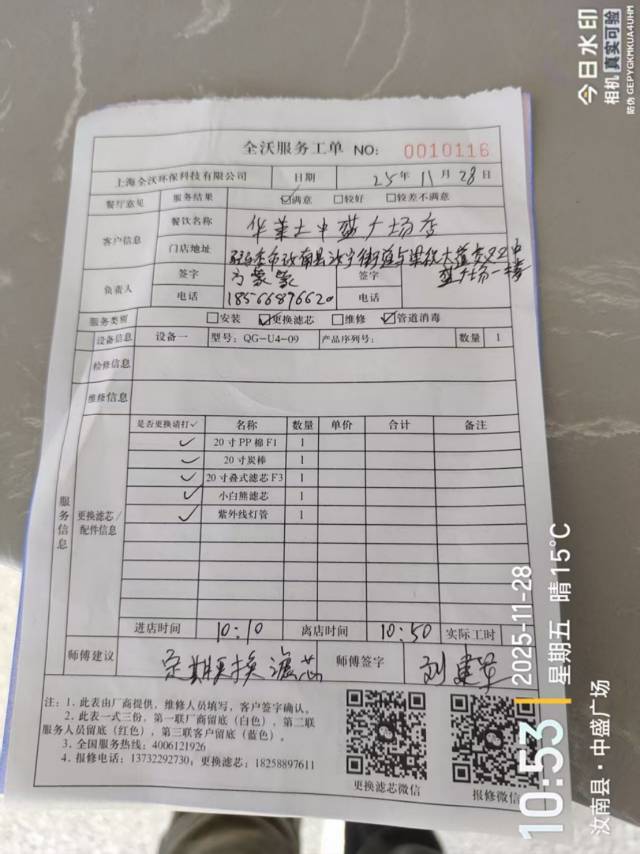 今日水印
相机 真实可验
防伪 GEPYGKMKUA4UHM
全沃服务工单 NO: 0010116
上海全沃环保科技有限公司 日期 25年11月28日
餐厅意见 服务结果 ☑满意 □较好 □较差不满意
客户信息 餐饮名称 华莱士中盛广场店
门店地址 驻马店市汝南县汝宁街道与梁祝大道交叉口中
盛广场一楼
负责人 签字 方蒙蒙 签字
电话 18566876620 电话
服务类别 □安装 ☑更换滤芯 □维修 ☑管道消毒
设备信息 设备一 型号: QG-U4-09 产品序列号: 数量 1
检修信息
维修信息
服务信息 更换滤芯/配件信息
是否更换请打✓ 名称 数量 单价 合计 备注
✓ 20寸PP棉F1 1
✓ 20寸炭棒 1
✓ 20寸叠式滤芯F3 1
✓ 小白熊滤芯 1
✓ 紫外线灯管 1
进店时间 10:10 离店时间 10:50 实际工时
师傅建议 定期更换滤芯 师傅签字 刘建华
注: 1. 此表由厂商提供, 维修人员填写, 客户签字确认。
2. 此表一式三份, 第一联厂商留底 (白色), 第二联
服务人员留底 (红色), 第三联客户留底 (蓝色)。
3. 全国服务热线: 4006121926
4. 报修电话: 13732292730; 更换滤芯: 18258897611
更换滤芯微信 报修微信
10:53 2025-11-28
星期五 晴 15°C
汝南县·中盛广场